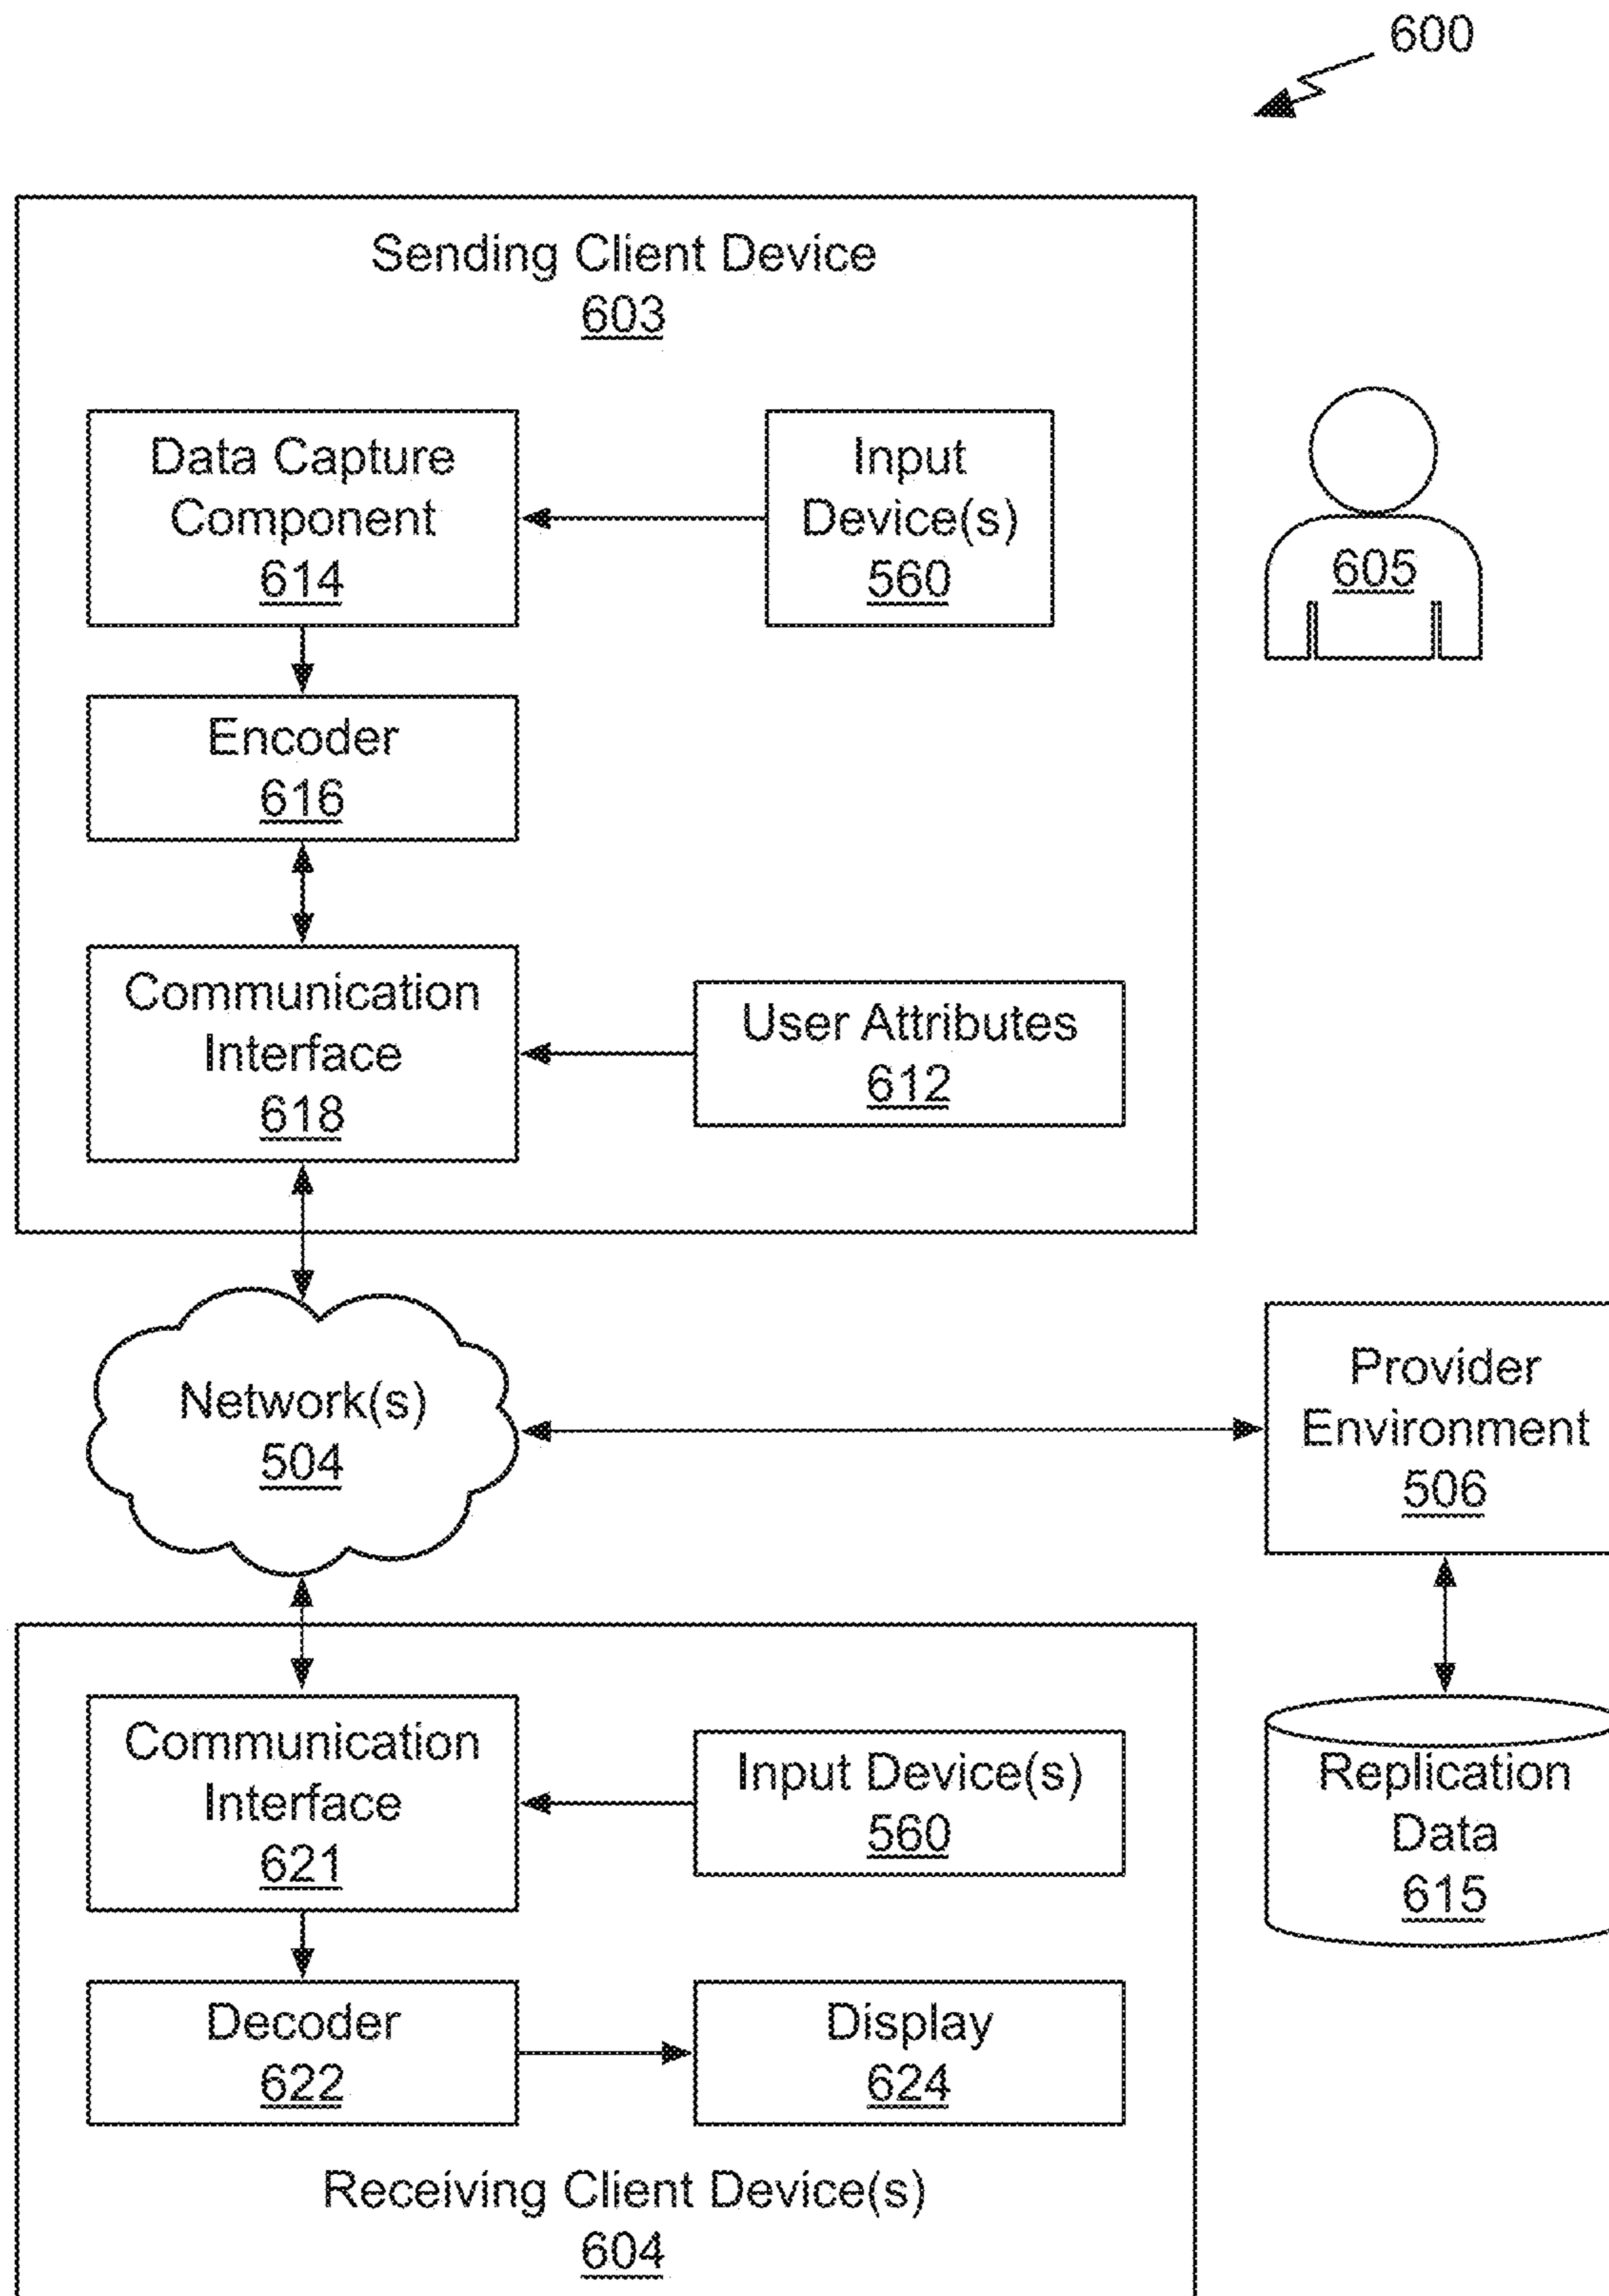 600
Sending Client Device
603
Data Capture
Component
614
Input
Device(s)
560
605
Encoder
616
Communication
Interface
618
User Attributes
612
Network(s)
504
Provider
Environment
506
Communication
Interface
621
Input Device(s)
560
Replication
Data
615
Decoder
622
Display
624
Receiving Client Device(s)
604